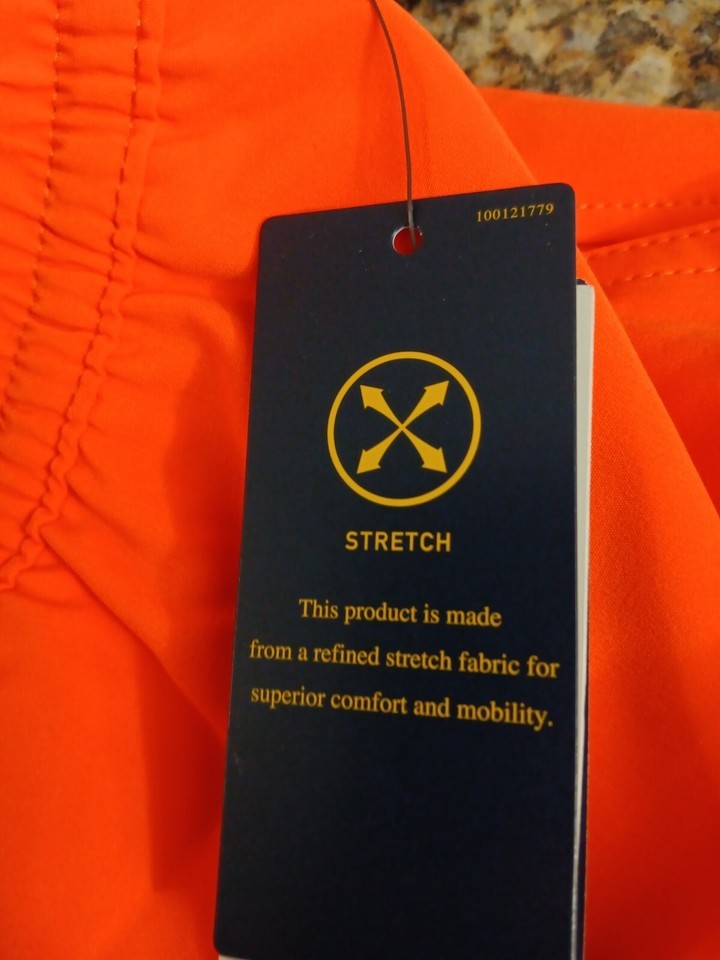 100121779
STRETCH
This product is made
from a refined stretch fabric for
superior comfort and mobility.